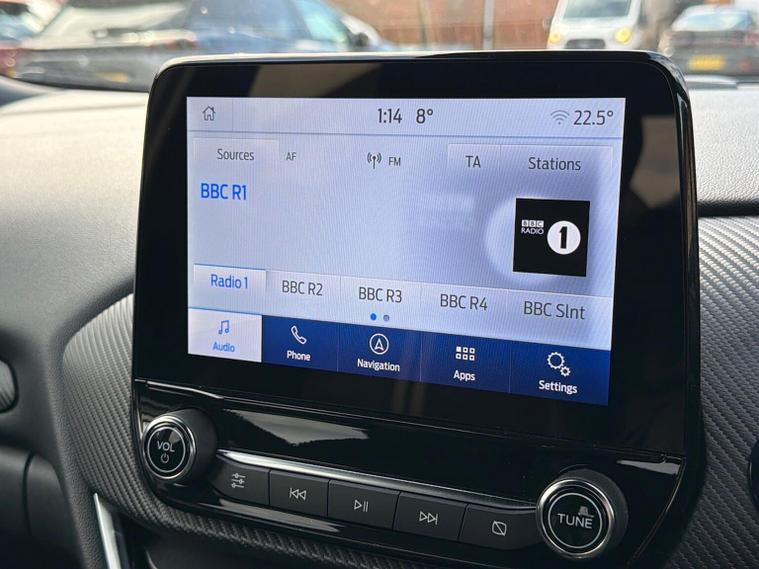 1:14 8° 22.5°
Sources AF FM TA Stations
BBC R1
BBC
RADIO 1
Radio 1 BBC R2 BBC R3 BBC R4 BBC Slnt
Audio Phone Navigation Apps Settings
VOL
TUNE